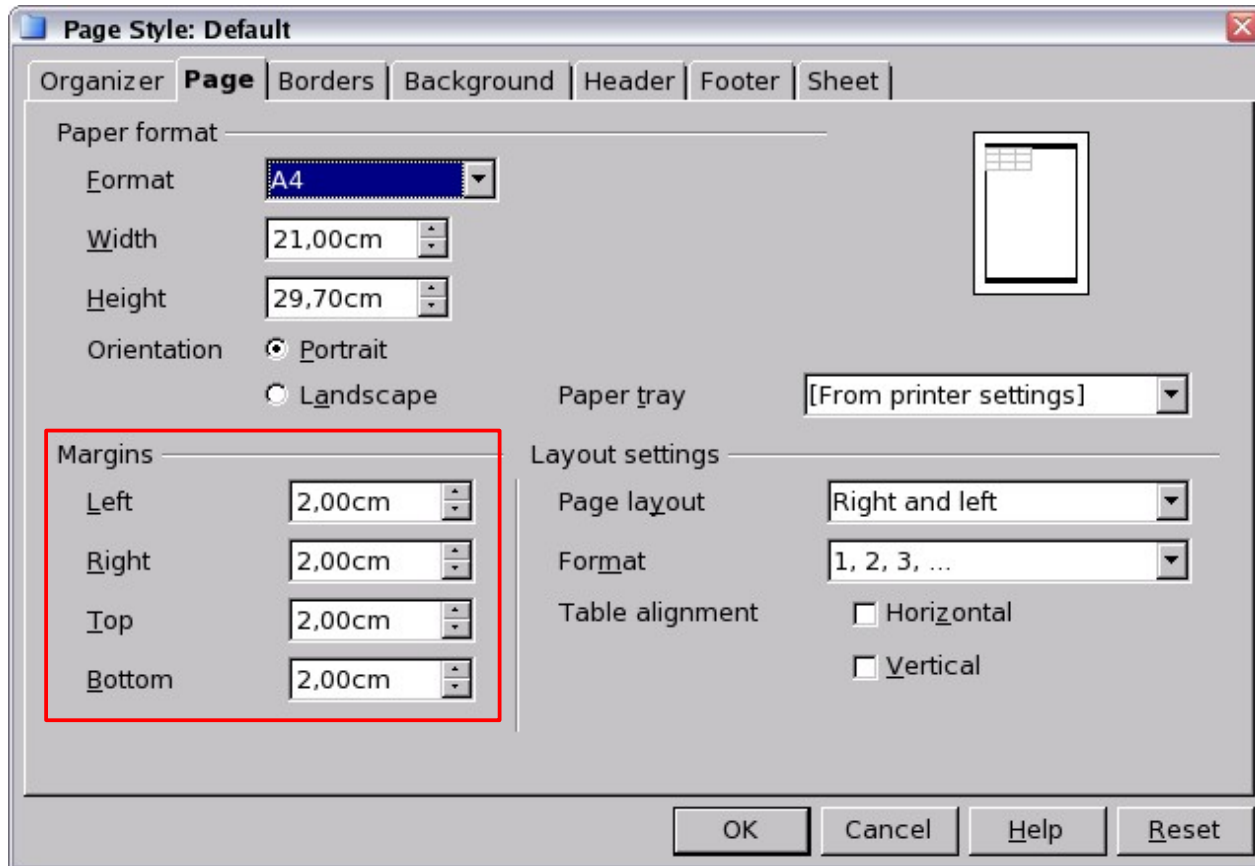 Page Style: Default
Organizer Page Borders Background Header Footer Sheet
Paper format
Format A4
Width 21,00cm
Height 29,70cm
Orientation Portrait
Landscape Paper tray [From printer settings]
Margins Layout settings
Left 2,00cm Page layout Right and left
Right 2,00cm Format 1, 2, 3, ...
Top 2,00cm Table alignment Horizontal
Bottom 2,00cm Vertical
OK Cancel Help Reset